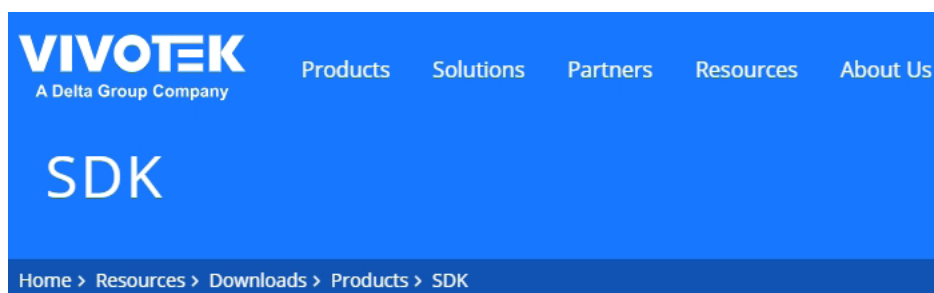 VIVOTEK
A Delta Group Company
Products Solutions Partners Resources About Us
SDK
Home > Resources > Downloads > Products > SDK